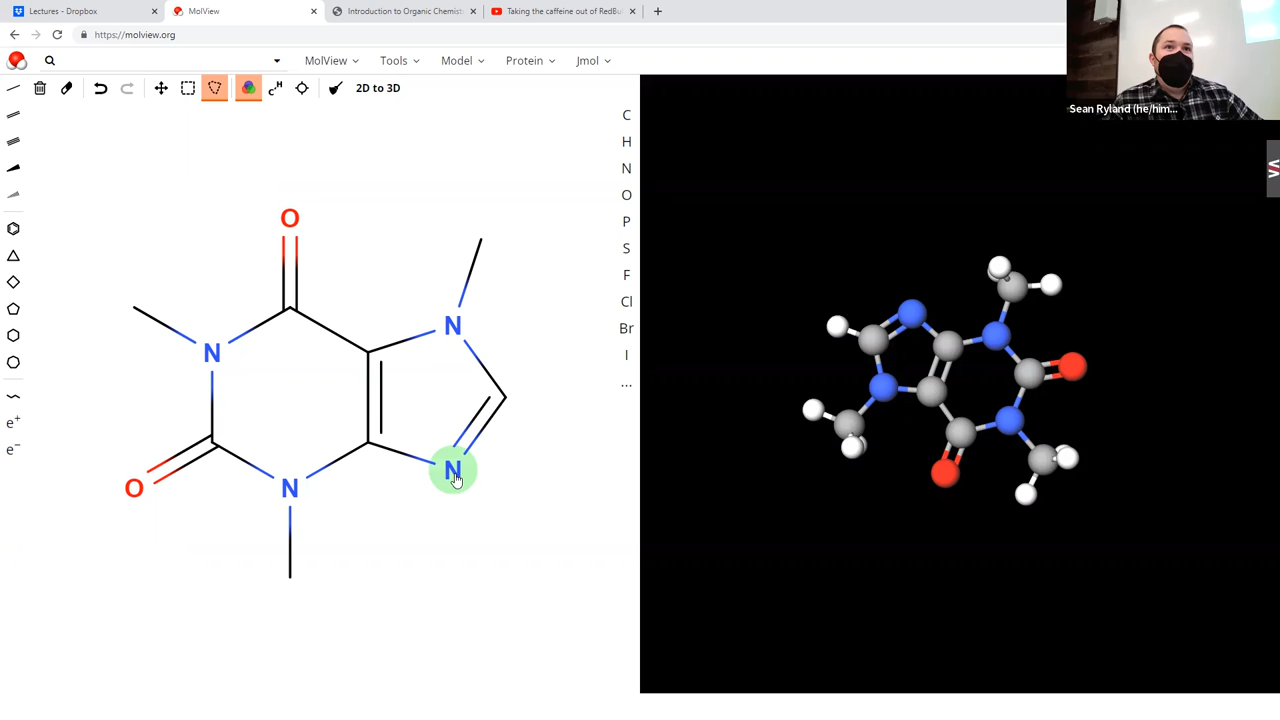 Lectures - Dropbox
MolView
Introduction to Organic Chemist
Taking the caffeine out of RedBu
https://molview.org
MolView Tools Model Protein Jmol
2D to 3D
Sean Ryland (he/him...
C
H
N
O
P
S
F
Cl
Br
I
...
e+
e−
O
N
N
O
N
N